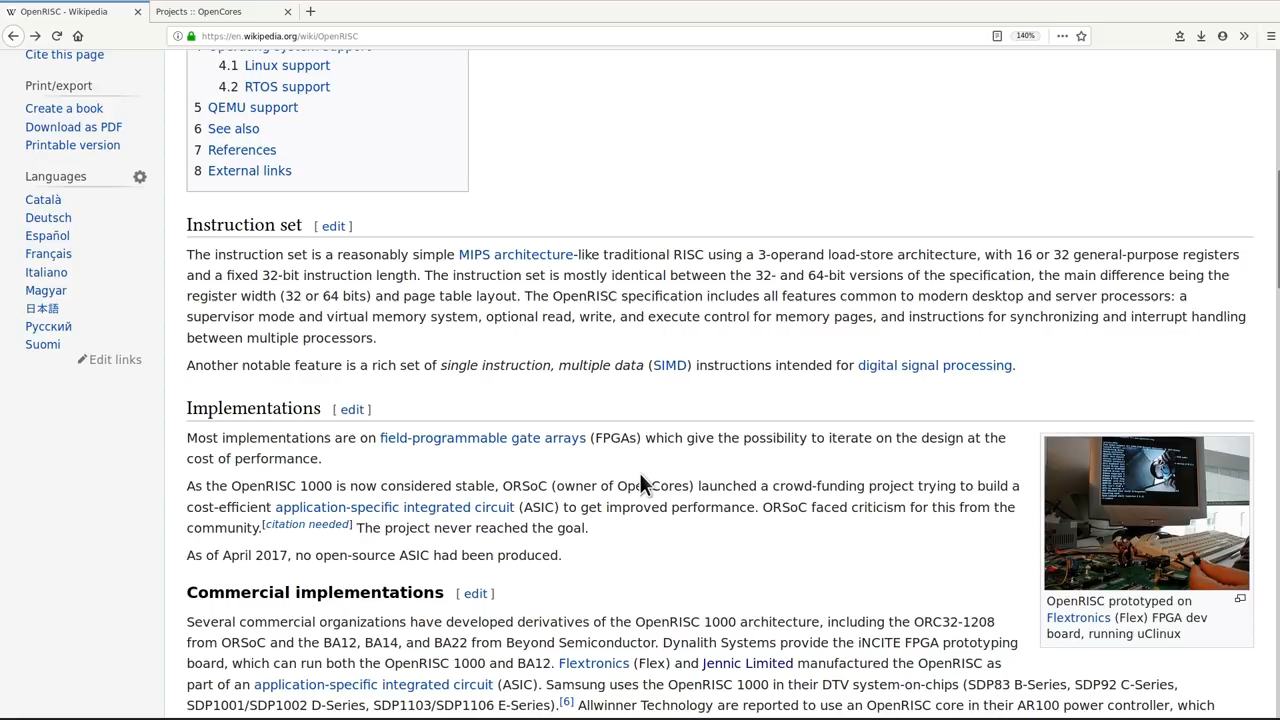 OpenRISC - Wikipedia
Projects :: OpenCores
https://en.wikipedia.org/wiki/OpenRISC
140%
Cite this page
Print/export
Create a book
Download as PDF
Printable version
Languages
Català
Deutsch
Español
Français
Italiano
Magyar
日本語
Русский
Suomi
Edit links
4.1 Linux support
4.2 RTOS support
5 QEMU support
6 See also
7 References
8 External links
Instruction set [ edit ]
The instruction set is a reasonably simple MIPS architecture-like traditional RISC using a 3-operand load-store architecture, with 16 or 32 general-purpose registers
and a fixed 32-bit instruction length. The instruction set is mostly identical between the 32- and 64-bit versions of the specification, the main difference being the
register width (32 or 64 bits) and page table layout. The OpenRISC specification includes all features common to modern desktop and server processors: a
supervisor mode and virtual memory system, optional read, write, and execute control for memory pages, and instructions for synchronizing and interrupt handling
between multiple processors.
Another notable feature is a rich set of single instruction, multiple data (SIMD) instructions intended for digital signal processing.
Implementations [ edit ]
Most implementations are on field-programmable gate arrays (FPGAs) which give the possibility to iterate on the design at the
cost of performance.
As the OpenRISC 1000 is now considered stable, ORSoC (owner of OpenCores) launched a crowd-funding project trying to build a
cost-efficient application-specific integrated circuit (ASIC) to get improved performance. ORSoC faced criticism for this from the
community.[citation needed] The project never reached the goal.
As of April 2017, no open-source ASIC had been produced.
OpenRISC prototyped on
Flextronics (Flex) FPGA dev
board, running uClinux
Commercial implementations [ edit ]
Several commercial organizations have developed derivatives of the OpenRISC 1000 architecture, including the ORC32-1208
from ORSoC and the BA12, BA14, and BA22 from Beyond Semiconductor. Dynalith Systems provide the iNCITE FPGA prototyping
board, which can run both the OpenRISC 1000 and BA12. Flextronics (Flex) and Jennic Limited manufactured the OpenRISC as
part of an application-specific integrated circuit (ASIC). Samsung uses the OpenRISC 1000 in their DTV system-on-chips (SDP83 B-Series, SDP92 C-Series,
SDP1001/SDP1002 D-Series, SDP1103/SDP1106 E-Series).[6] Allwinner Technology are reported to use an OpenRISC core in their AR100 power controller, which